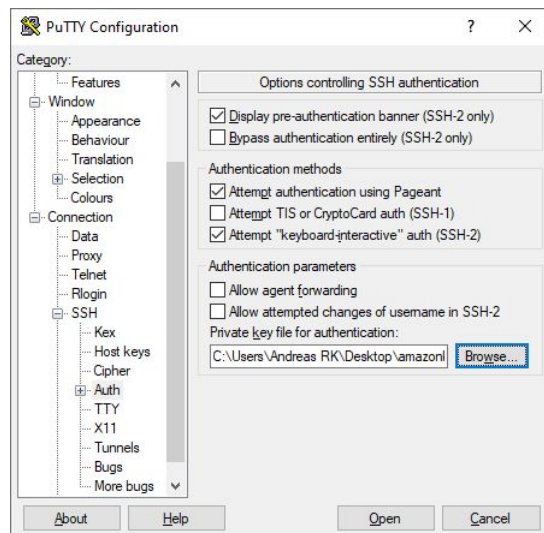 PuTTY Configuration
? ×
Category:
Features
Window
Appearance
Behaviour
Translation
Selection
Colours
Connection
Data
Proxy
Telnet
Rlogin
SSH
Kex
Host keys
Cipher
Auth
TTY
X11
Tunnels
Bugs
More bugs
Options controlling SSH authentication
Display pre-authentication banner (SSH-2 only)
Bypass authentication entirely (SSH-2 only)
Authentication methods
Attempt authentication using Pageant
Attempt TIS or CryptoCard auth (SSH-1)
Attempt "keyboard-interactive" auth (SSH-2)
Authentication parameters
Allow agent forwarding
Allow attempted changes of username in SSH-2
Private key file for authentication:
C:\Users\Andreas RK\Desktop\amazon
Browse...
About Help Open Cancel